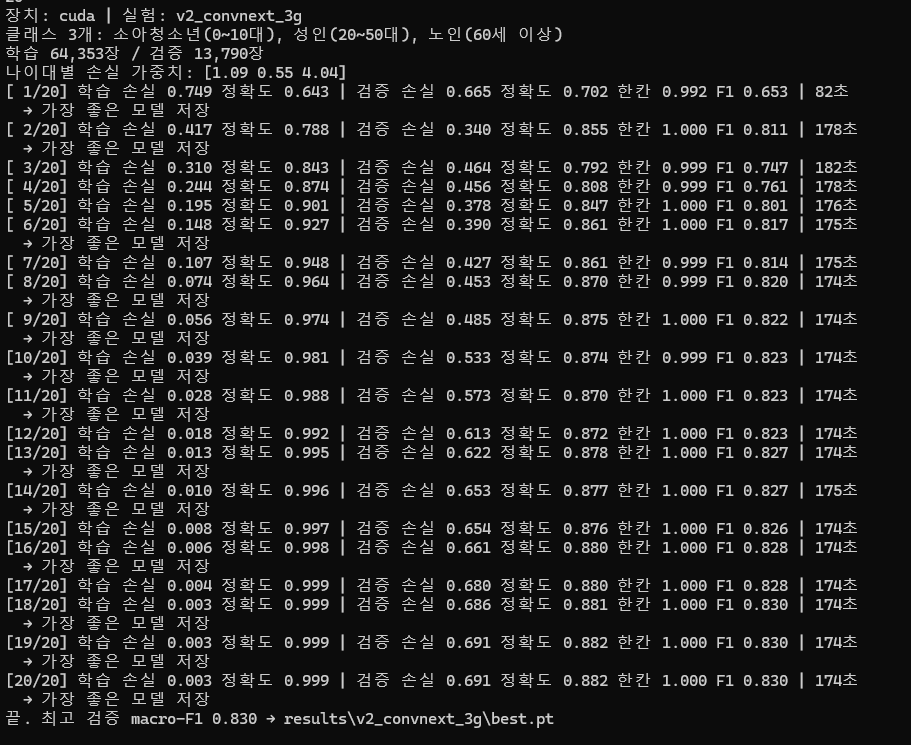 장치: cuda | 실험: v2_convnext_3g
클래스 3개: 소아청소년(0~10대), 성인(20~50대), 노인(60세 이상)
학습 64,353장 / 검증 13,790장
나이대별 손실 가중치: [1.09 0.55 4.04]
[ 1/20] 학습 손실 0.749 정확도 0.643 | 검증 손실 0.665 정확도 0.702 한칸 0.992 F1 0.653 | 82초
→ 가장 좋은 모델 저장
[ 2/20] 학습 손실 0.417 정확도 0.788 | 검증 손실 0.340 정확도 0.855 한칸 1.000 F1 0.811 | 178초
→ 가장 좋은 모델 저장
[ 3/20] 학습 손실 0.310 정확도 0.843 | 검증 손실 0.464 정확도 0.792 한칸 0.999 F1 0.747 | 182초
[ 4/20] 학습 손실 0.244 정확도 0.874 | 검증 손실 0.456 정확도 0.808 한칸 0.999 F1 0.761 | 178초
[ 5/20] 학습 손실 0.195 정확도 0.901 | 검증 손실 0.378 정확도 0.847 한칸 1.000 F1 0.801 | 176초
[ 6/20] 학습 손실 0.148 정확도 0.927 | 검증 손실 0.390 정확도 0.861 한칸 1.000 F1 0.817 | 175초
→ 가장 좋은 모델 저장
[ 7/20] 학습 손실 0.107 정확도 0.948 | 검증 손실 0.427 정확도 0.861 한칸 0.999 F1 0.814 | 175초
[ 8/20] 학습 손실 0.074 정확도 0.964 | 검증 손실 0.453 정확도 0.870 한칸 0.999 F1 0.820 | 174초
→ 가장 좋은 모델 저장
[ 9/20] 학습 손실 0.056 정확도 0.974 | 검증 손실 0.485 정확도 0.875 한칸 1.000 F1 0.822 | 174초
→ 가장 좋은 모델 저장
[10/20] 학습 손실 0.039 정확도 0.981 | 검증 손실 0.533 정확도 0.874 한칸 0.999 F1 0.823 | 174초
→ 가장 좋은 모델 저장
[11/20] 학습 손실 0.028 정확도 0.988 | 검증 손실 0.573 정확도 0.870 한칸 1.000 F1 0.823 | 174초
→ 가장 좋은 모델 저장
[12/20] 학습 손실 0.018 정확도 0.992 | 검증 손실 0.613 정확도 0.872 한칸 1.000 F1 0.823 | 174초
[13/20] 학습 손실 0.013 정확도 0.995 | 검증 손실 0.622 정확도 0.878 한칸 1.000 F1 0.827 | 174초
→ 가장 좋은 모델 저장
[14/20] 학습 손실 0.010 정확도 0.996 | 검증 손실 0.653 정확도 0.877 한칸 1.000 F1 0.827 | 175초
→ 가장 좋은 모델 저장
[15/20] 학습 손실 0.008 정확도 0.997 | 검증 손실 0.654 정확도 0.876 한칸 1.000 F1 0.826 | 174초
[16/20] 학습 손실 0.006 정확도 0.998 | 검증 손실 0.661 정확도 0.880 한칸 1.000 F1 0.828 | 174초
→ 가장 좋은 모델 저장
[17/20] 학습 손실 0.004 정확도 0.999 | 검증 손실 0.680 정확도 0.880 한칸 1.000 F1 0.828 | 174초
[18/20] 학습 손실 0.003 정확도 0.999 | 검증 손실 0.686 정확도 0.881 한칸 1.000 F1 0.830 | 174초
→ 가장 좋은 모델 저장
[19/20] 학습 손실 0.003 정확도 0.999 | 검증 손실 0.691 정확도 0.882 한칸 1.000 F1 0.830 | 174초
→ 가장 좋은 모델 저장
[20/20] 학습 손실 0.003 정확도 0.999 | 검증 손실 0.691 정확도 0.882 한칸 1.000 F1 0.830 | 174초
→ 가장 좋은 모델 저장
끝. 최고 검증 macro-F1 0.830 → results\v2_convnext_3g\best.pt